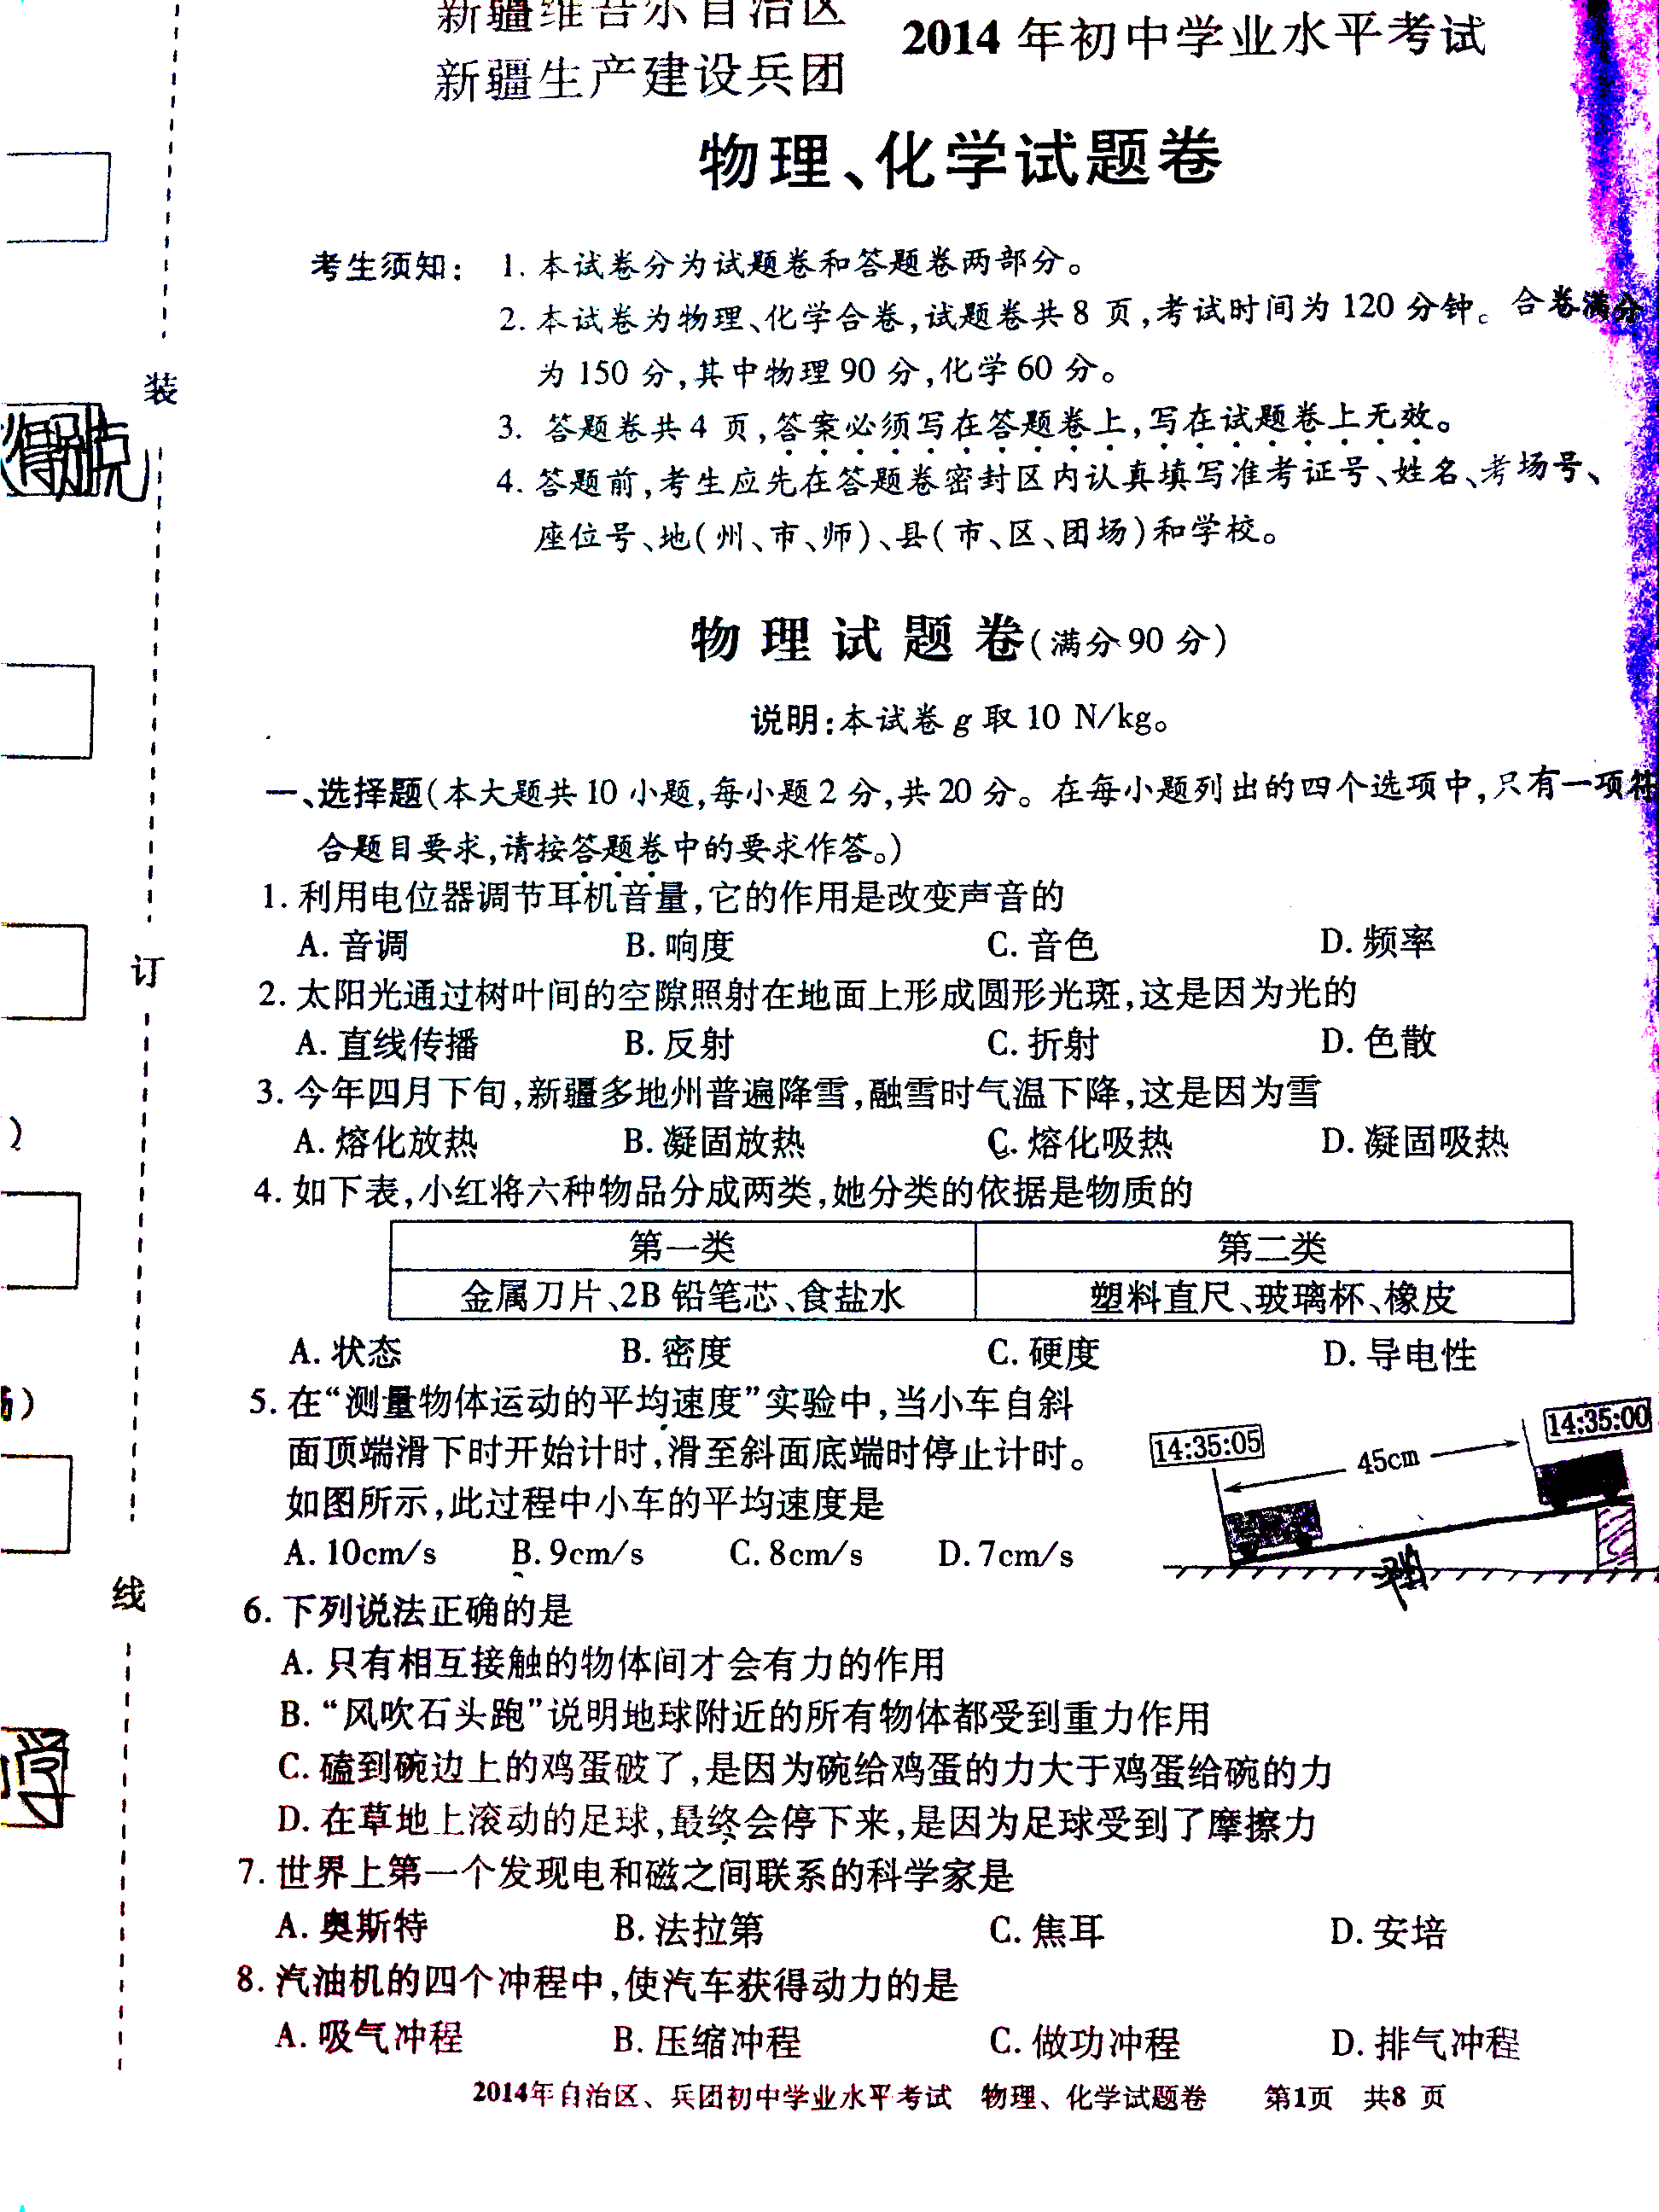 新疆维吾尔自治区
新疆生产建设兵团
2014 年初中学业水平考试
物理、化学试题卷
考生须知: 1. 本试卷分为试题卷和答题卷两部分。
2. 本试卷为物理、化学合卷,试题卷共 8 页,考试时间为 120 分钟。合卷满分
为 150 分,其中物理 90 分,化学 60 分。
3. 答题卷共 4 页,答案必须写在答题卷上,写在试题卷上无效。
4. 答题前,考生应先在答题卷密封区内认真填写准考证号、姓名、考场号、
座位号、地(州、市、师)、县(市、区、团场)和学校。
物 理 试 题 卷(满分 90 分)
说明:本试卷 g 取 10 N/kg。
一、选择题(本大题共 10 小题,每小题 2 分,共 20 分。在每小题列出的四个选项中,只有一项符
合题目要求,请按答题卷中的要求作答。)
1. 利用电位器调节耳机音量,它的作用是改变声音的
A. 音调 B. 响度 C. 音色 D. 频率
2. 太阳光通过树叶间的空隙照射在地面上形成圆形光斑,这是因为光的
A. 直线传播 B. 反射 C. 折射 D. 色散
3. 今年四月下旬,新疆多地州普遍降雪,融雪时气温下降,这是因为雪
A. 熔化放热 B. 凝固放热 C. 熔化吸热 D. 凝固吸热
4. 如下表,小红将六种物品分成两类,她分类的依据是物质的
第一类 第二类
金属刀片、2B 铅笔芯、食盐水 塑料直尺、玻璃杯、橡皮
A. 状态 B. 密度 C. 硬度 D. 导电性
5. 在“测量物体运动的平均速度”实验中,当小车自斜
面顶端滑下时开始计时,滑至斜面底端时停止计时。
如图所示,此过程中小车的平均速度是
A. 10cm/s B. 9cm/s C. 8cm/s D. 7cm/s
14:35:05
45cm
14:35:00
6. 下列说法正确的是
A. 只有相互接触的物体间才会有力的作用
B. “风吹石头跑”说明地球附近的所有物体都受到重力作用
C. 磕到碗边上的鸡蛋破了,是因为碗给鸡蛋的力大于鸡蛋给碗的力
D. 在草地上滚动的足球,最终会停下来,是因为足球受到了摩擦力
7. 世界上第一个发现电和磁之间联系的科学家是
A. 奥斯特 B. 法拉第 C. 焦耳 D. 安培
8. 汽油机的四个冲程中,使汽车获得动力的是
A. 吸气冲程 B. 压缩冲程 C. 做功冲程 D. 排气冲程
2014年自治区、兵团初中学业水平考试 物理、化学试题卷 第1页 共8 页
装
订
线
学